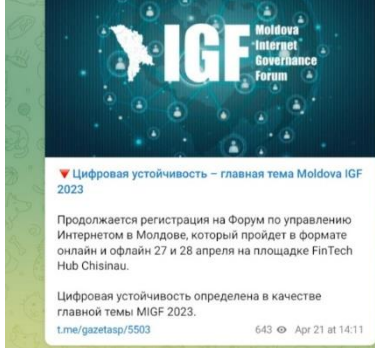 IGF
Moldova
Internet
Governance
Forum
Цифровая устойчивость – главная тема Moldova IGF
2023
Продолжается регистрация на Форум по управлению
Интернетом в Молдове, который пройдет в формате
онлайн и офлайн 27 и 28 апреля на площадке FinTech
Hub Chisinau.
Цифровая устойчивость определена в качестве
главной темы MIGF 2023.
t.me/gazetasp/5503 643 Apr 21 at 14:11